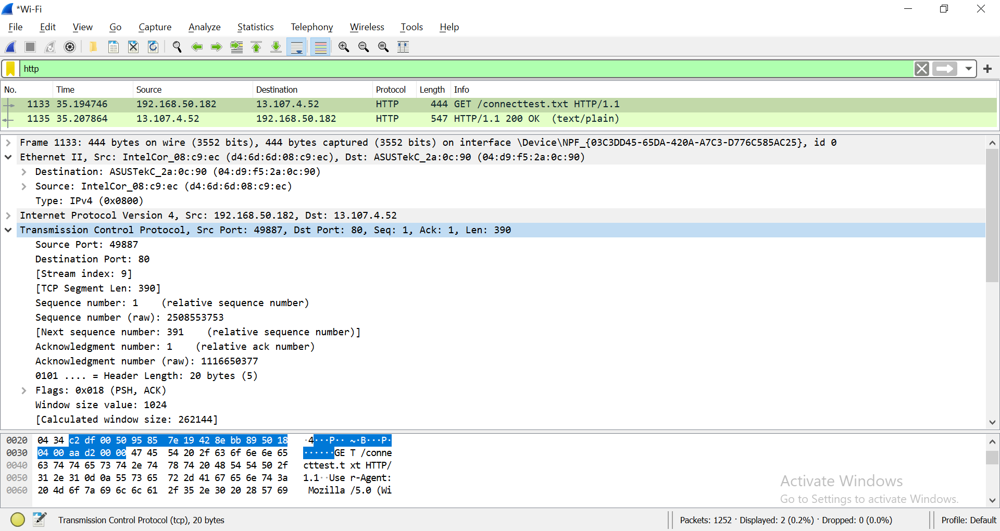 *Wi-Fi
File Edit View Go Capture Analyze Statistics Telephony Wireless Tools Help
http
No. Time Source Destination Protocol Length Info
1133 35.194746 192.168.50.182 13.107.4.52 HTTP 444 GET /connecttest.txt HTTP/1.1
1135 35.207864 13.107.4.52 192.168.50.182 HTTP 547 HTTP/1.1 200 OK (text/plain)
Frame 1133: 444 bytes on wire (3552 bits), 444 bytes captured (3552 bits) on interface \Device\NPF_{03C3DD45-65DA-420A-A7C3-D776C585AC25}, id 0
Ethernet II, Src: IntelCor_08:c9:ec (d4:6d:6d:08:c9:ec), Dst: ASUSTekC_2a:0c:90 (04:d9:f5:2a:0c:90)
Destination: ASUSTekC_2a:0c:90 (04:d9:f5:2a:0c:90)
Source: IntelCor_08:c9:ec (d4:6d:6d:08:c9:ec)
Type: IPv4 (0x0800)
Internet Protocol Version 4, Src: 192.168.50.182, Dst: 13.107.4.52
Transmission Control Protocol, Src Port: 49887, Dst Port: 80, Seq: 1, Ack: 1, Len: 390
Source Port: 49887
Destination Port: 80
[Stream index: 9]
[TCP Segment Len: 390]
Sequence number: 1 (relative sequence number)
Sequence number (raw): 2508553753
[Next sequence number: 391 (relative sequence number)]
Acknowledgment number: 1 (relative ack number)
Acknowledgment number (raw): 1116650377
0101 .... = Header Length: 20 bytes (5)
Flags: 0x018 (PSH, ACK)
Window size value: 1024
[Calculated window size: 262144]
0020 04 34 c2 df 00 50 95 85 7e 19 42 8e bb 89 50 18 ·4···P·· ~·B···P·
0030 04 00 aa d2 00 00 47 45 54 20 2f 63 6f 6e 6e 65 ······GE T /conne
0040 63 74 74 65 73 74 2e 74 78 74 20 48 54 54 50 2f cttest.t xt HTTP/
0050 31 2e 31 0d 0a 55 73 65 72 2d 41 67 65 6e 74 3a 1.1··Use r-Agent:
0060 20 4d 6f 7a 69 6c 6c 61 2f 35 2e 30 20 28 57 69 Mozilla /5.0 (Wi
Activate Windows
Go to Settings to activate Windows.
Transmission Control Protocol (tcp), 20 bytes Packets: 1252 · Displayed: 2 (0.2%) · Dropped: 0 (0.0%) Profile: Default